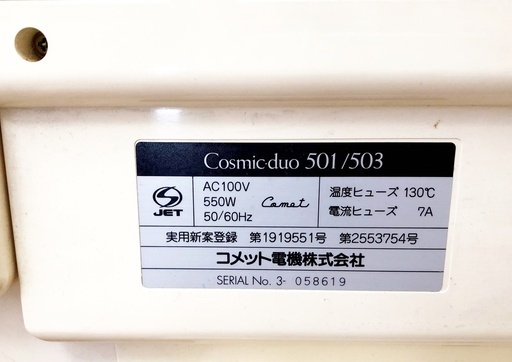 Cosmic·duo 501/503
S
JET
AC100V
550W
50/60Hz
Comet
温度ヒューズ 130℃
電流ヒューズ 7A
実用新案登録 第1919551号 第2553754号
コメット電機株式会社
SERIAL No. 3- 058619